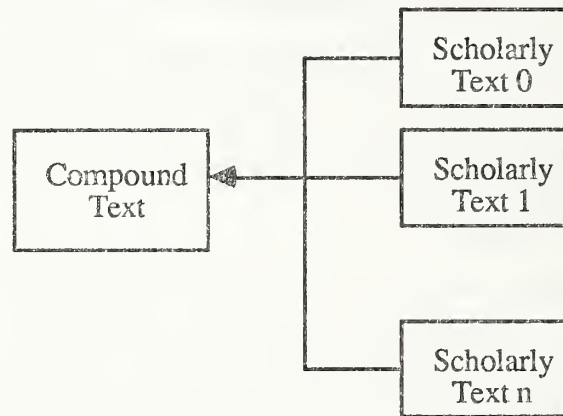 Scholarly
Text 0
Compound
Text
Scholarly
Text 1
Scholarly
Text n